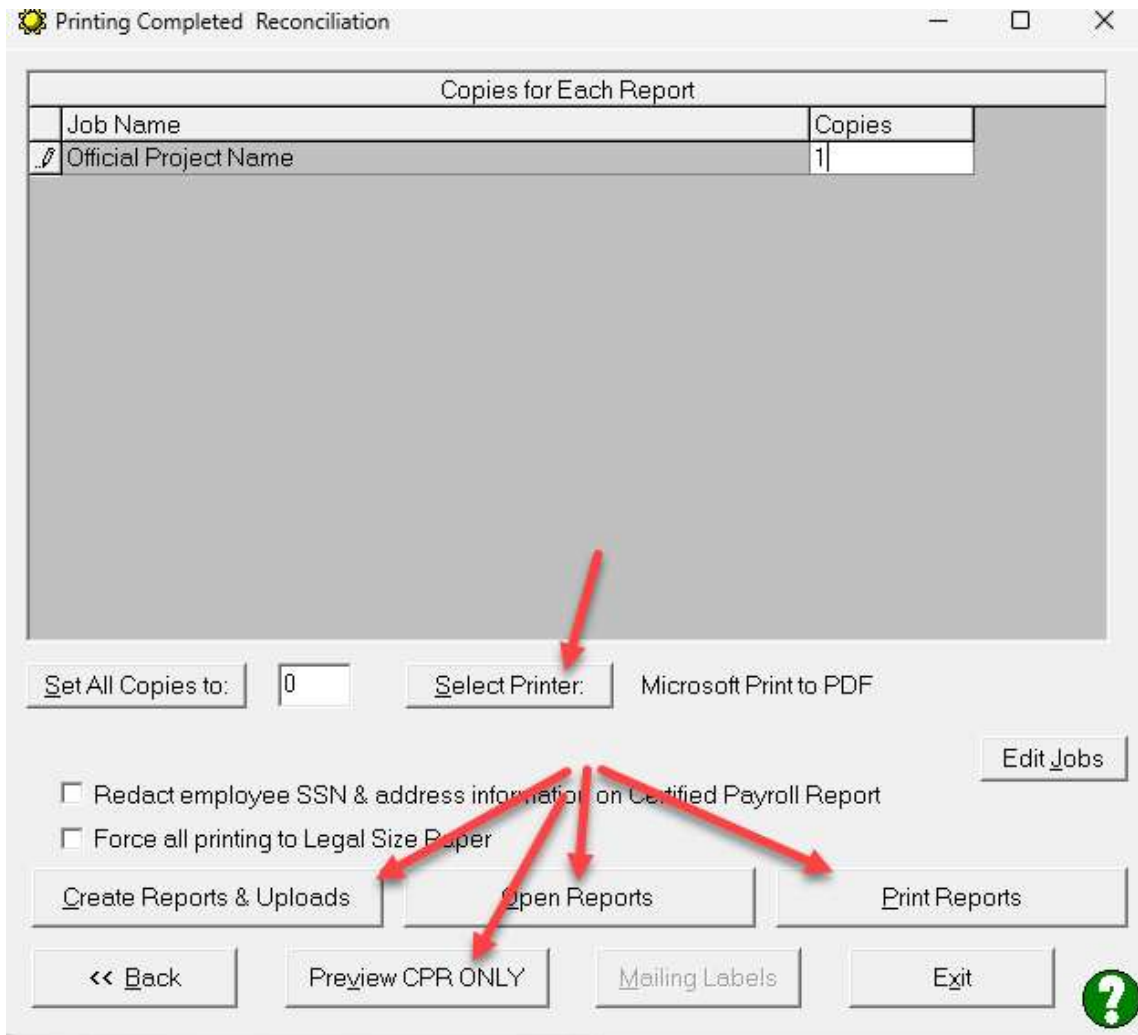 Printing Completed Reconciliation
Copies for Each Report
Job Name Copies
Official Project Name 1
Set All Copies to: 0 Select Printer: Microsoft Print to PDF
Edit Jobs
Redact employee SSN & address information on Certified Payroll Report
Force all printing to Legal Size Paper
Create Reports & Uploads Open Reports Print Reports
<< Back Preview CPR ONLY Mailing Labels Exit ?